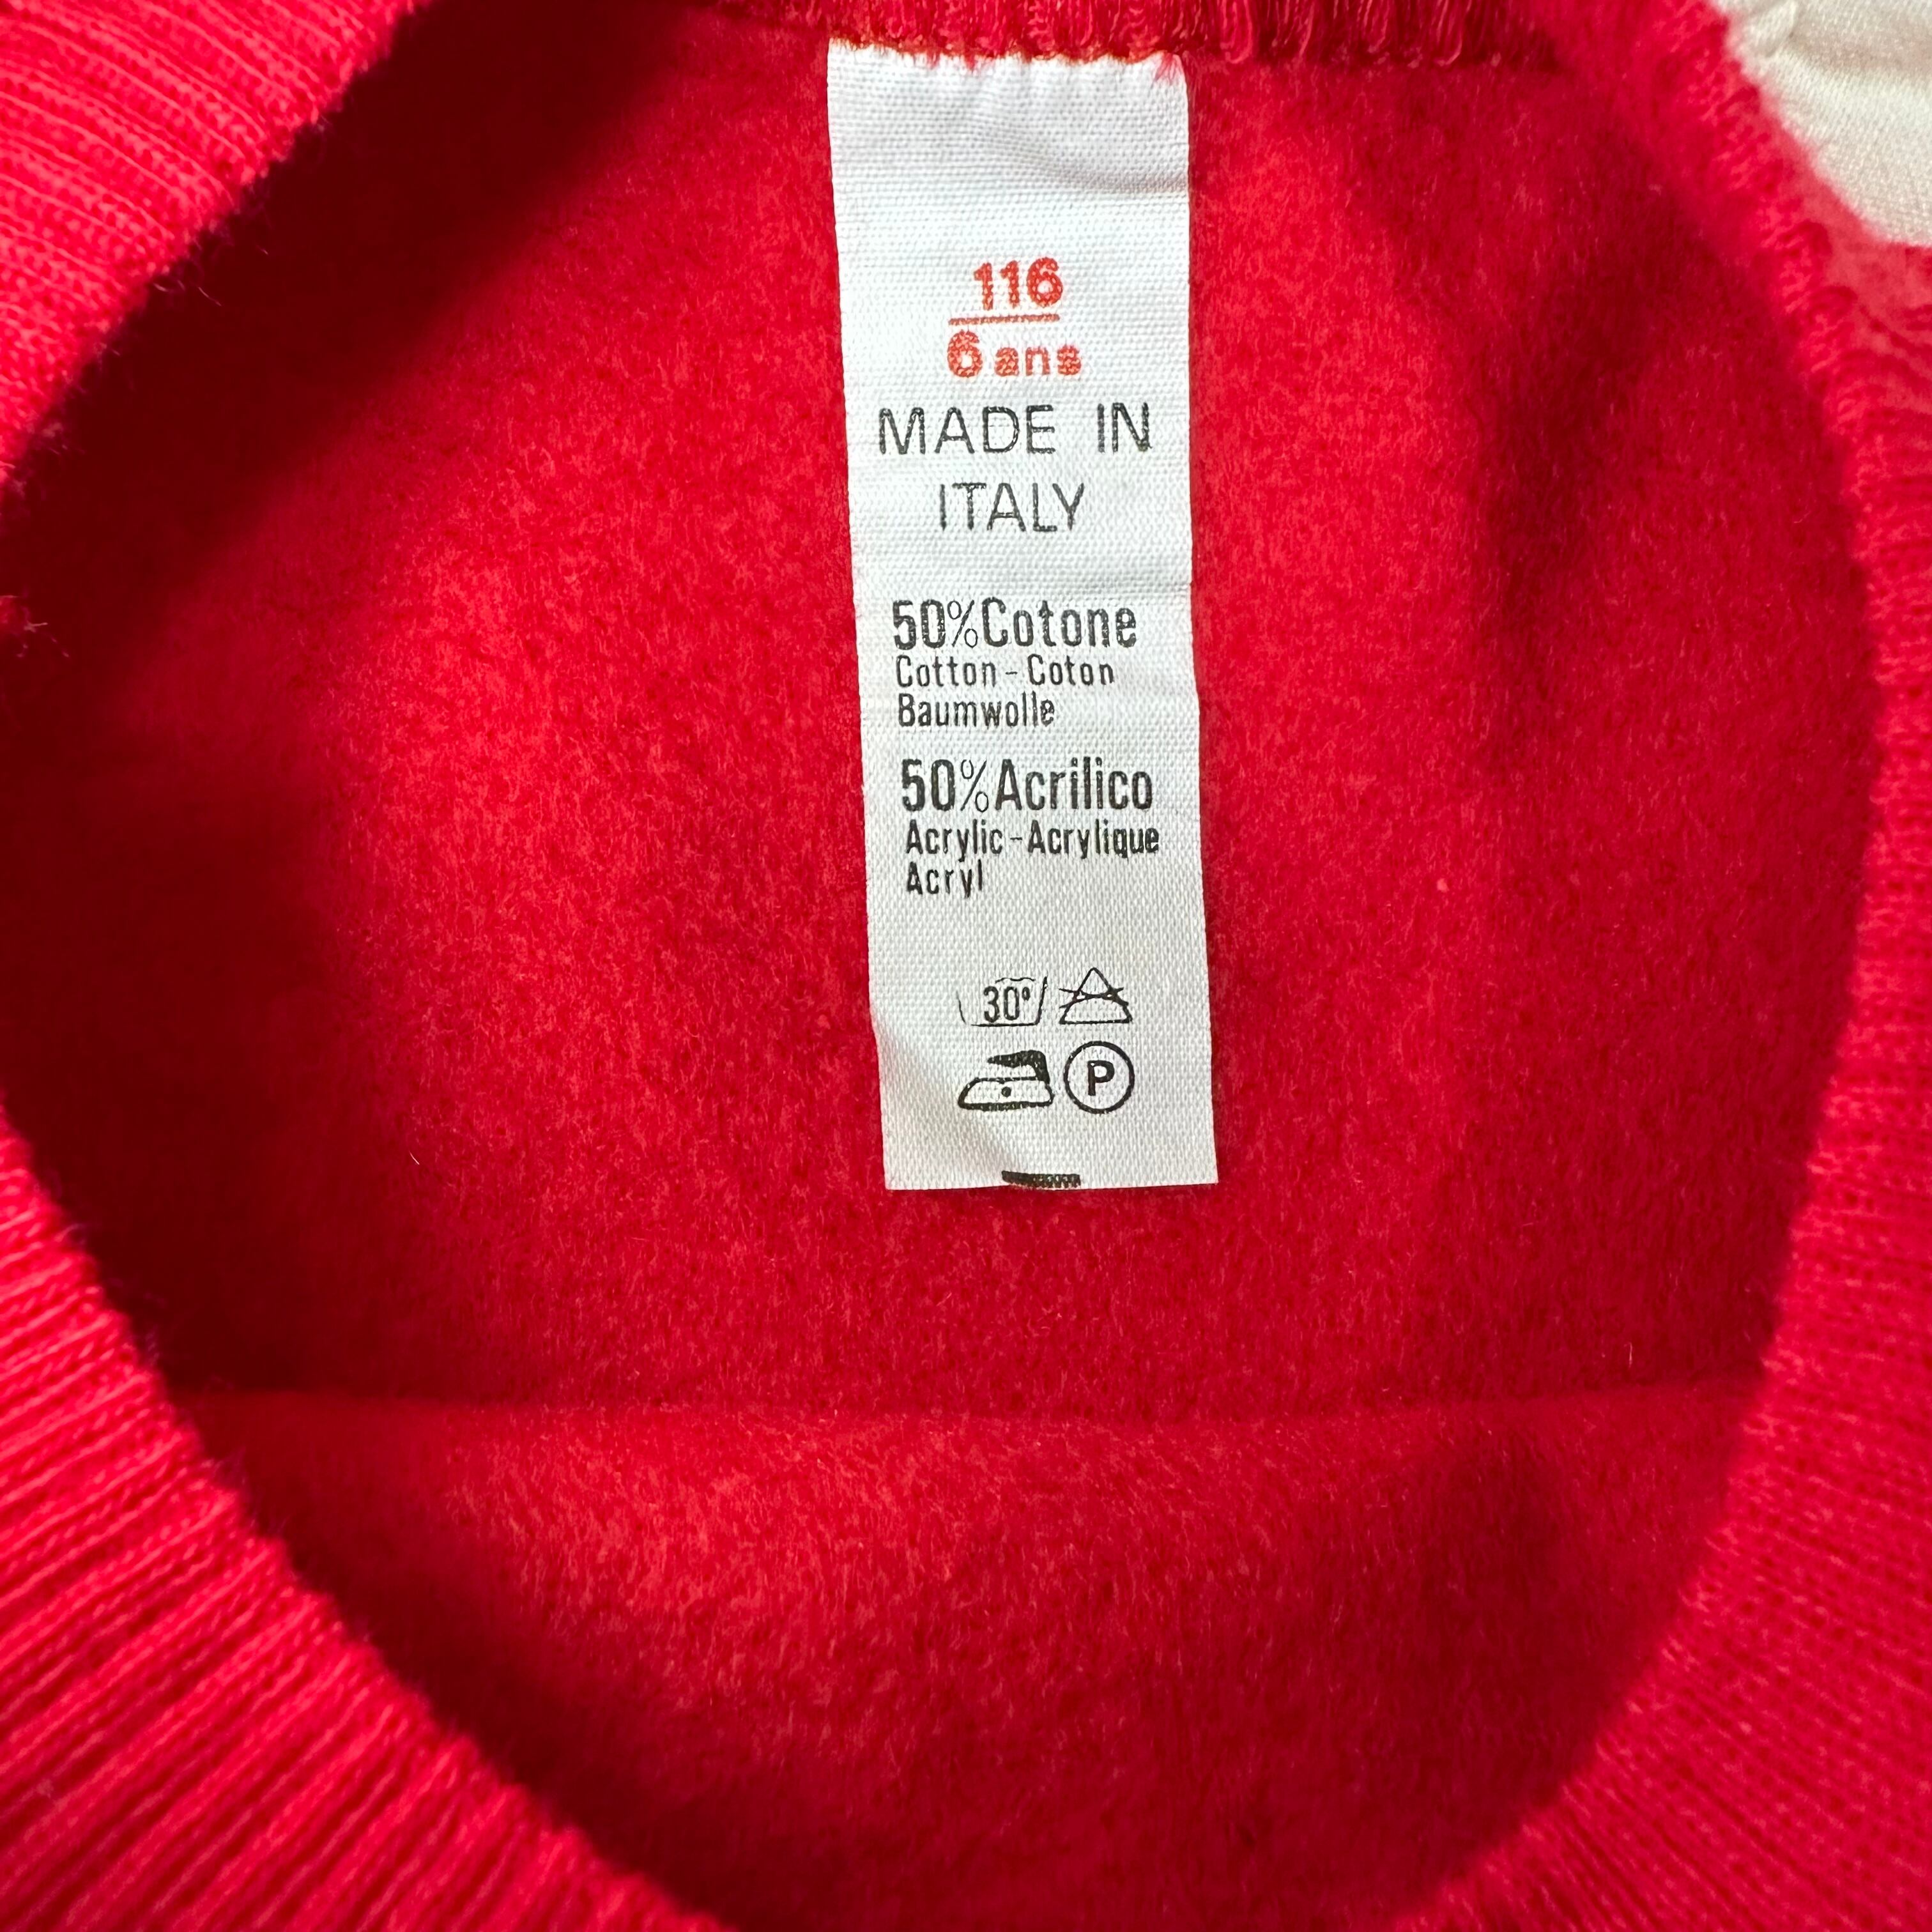 116
6 ans
MADE IN
ITALY
50% Cotone
Cotton - Coton
Baumwolle
50% Acrilico
Acrylic - Acrylique
Acryl
30°
P